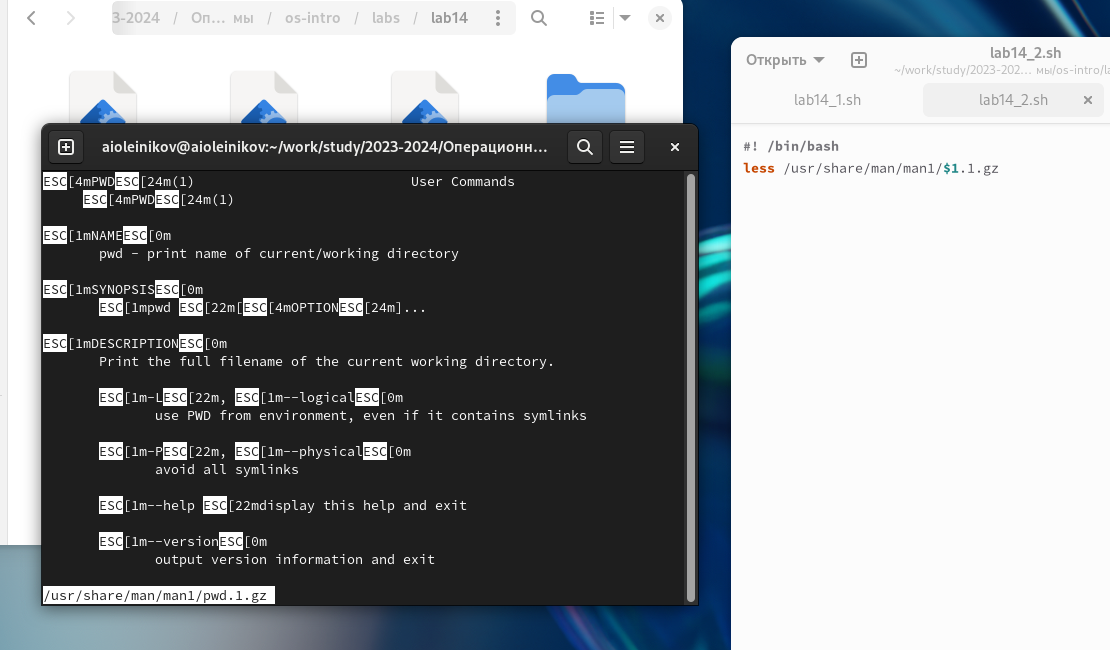 3-2024 / Оп… мы / os-intro / labs / lab14
aioleinikov@aioleinikov:~/work/study/2023-2024/Операционн…
ESC[4mPWDESC[24m(1) User Commands
ESC[4mPWDESC[24m(1)
ESC[1mNAMEESC[0m
pwd - print name of current/working directory
ESC[1mSYNOPSISESC[0m
ESC[1mpwd ESC[22m[ESC[4mOPTIONESC[24m]...
ESC[1mDESCRIPTIONESC[0m
Print the full filename of the current working directory.
ESC[1m-LESC[22m, ESC[1m--logicalESC[0m
use PWD from environment, even if it contains symlinks
ESC[1m-PESC[22m, ESC[1m--physicalESC[0m
avoid all symlinks
ESC[1m--help ESC[22mdisplay this help and exit
ESC[1m--versionESC[0m
output version information and exit
/usr/share/man/man1/pwd.1.gz
Открыть
lab14_2.sh
~/work/study/2023-202… мы/os-intro/la
lab14_1.sh
lab14_2.sh
#! /bin/bash
less /usr/share/man/man1/$1.1.gz